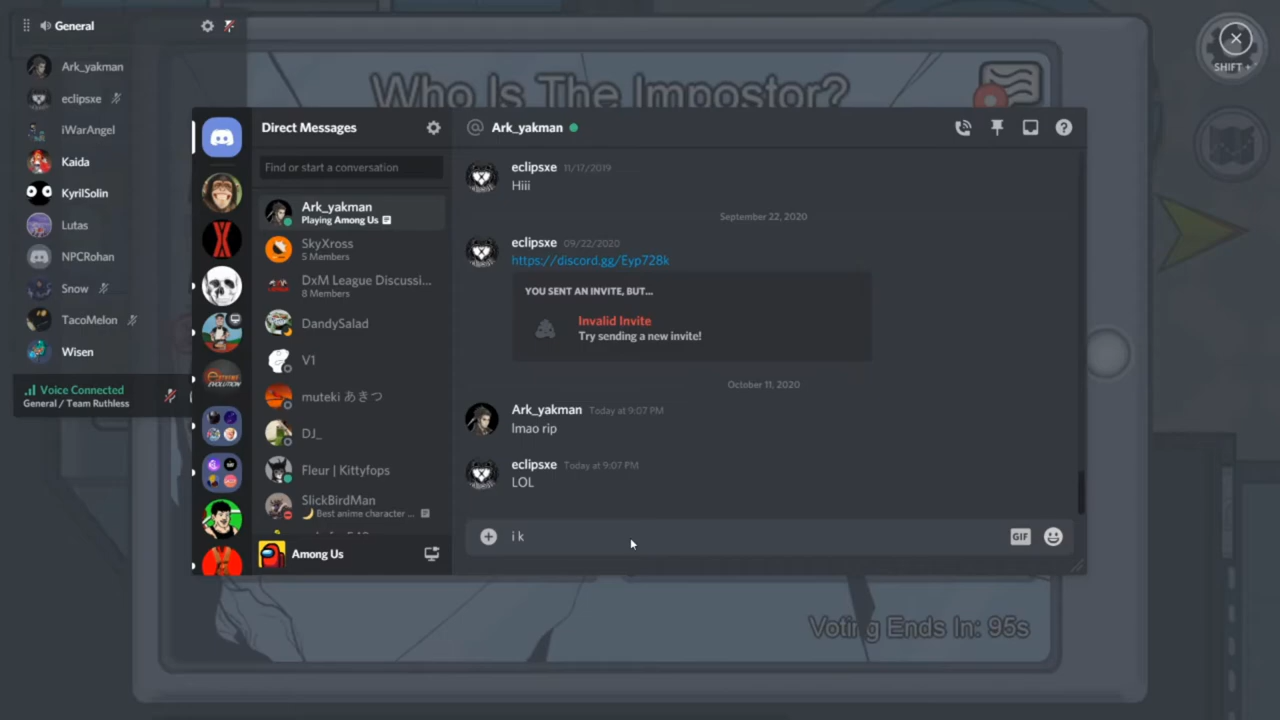 General
Ark_yakman
eclipsxe
iWarAngel
Kaida
KyrilSolin
Lutas
NPCRohan
Snow
TacoMelon
Wisen
Voice Connected
General / Team Ruthless
Who Is The Impostor?
SHIFT +
Direct Messages
Find or start a conversation
Ark_yakman
Playing Among Us
SkyXross
5 Members
DxM League Discussi...
8 Members
DandySalad
V1
muteki あきつ
DJ_
Fleur | Kittyfops
SlickBirdMan
Best anime character ...
Among Us
@ Ark_yakman
eclipsxe 11/17/2019
Hiii
September 22, 2020
eclipsxe 09/22/2020
https://discord.gg/Eyp728k
YOU SENT AN INVITE, BUT...
Invalid Invite
Try sending a new invite!
October 11, 2020
Ark_yakman Today at 9:07 PM
lmao rip
eclipsxe Today at 9:07 PM
LOL
i k
GIF
Voting Ends In: 95s